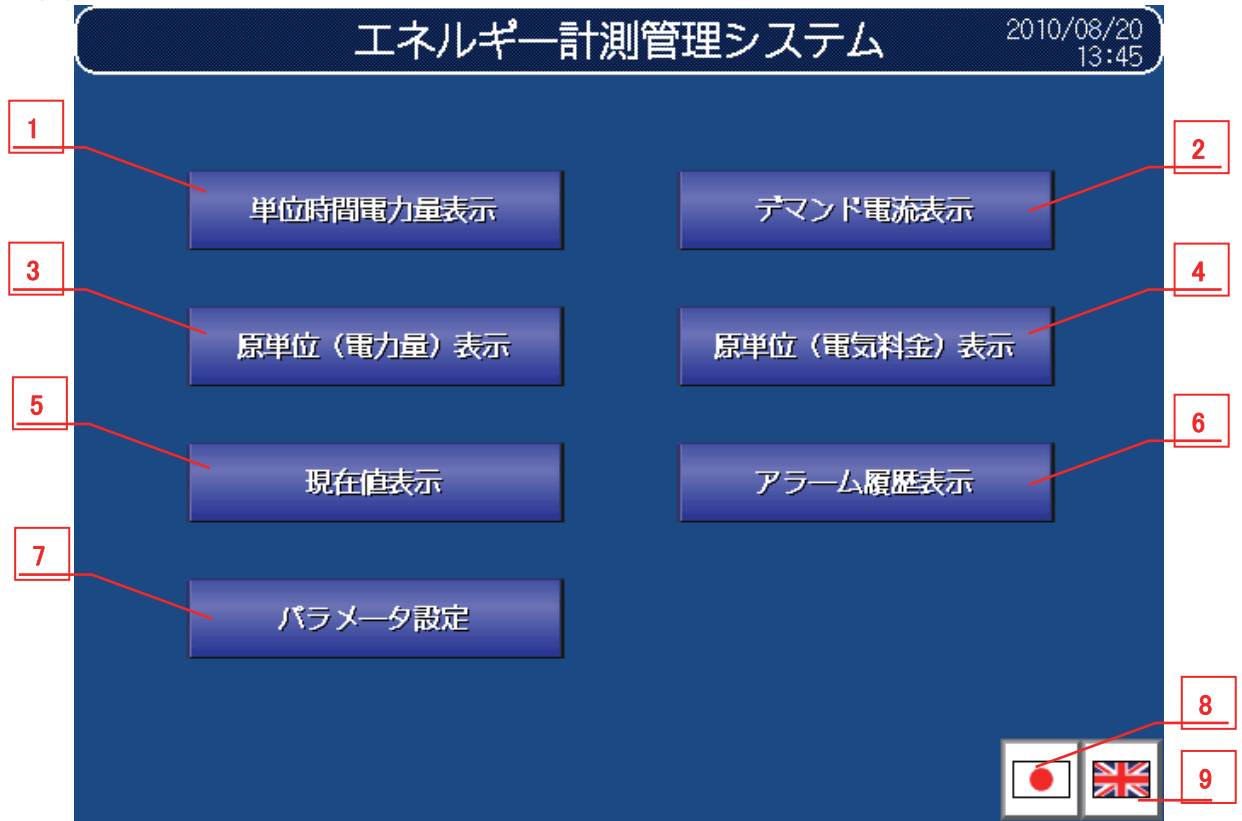 エネルギー計測管理システム
2010/08/20
13:45
1
2
単位時間電力量表示
デマンド電流表示
3
4
原単位（電力量）表示
原単位（電気料金）表示
5
6
現在値表示
アラーム履歴表示
7
パラメータ設定
8
9